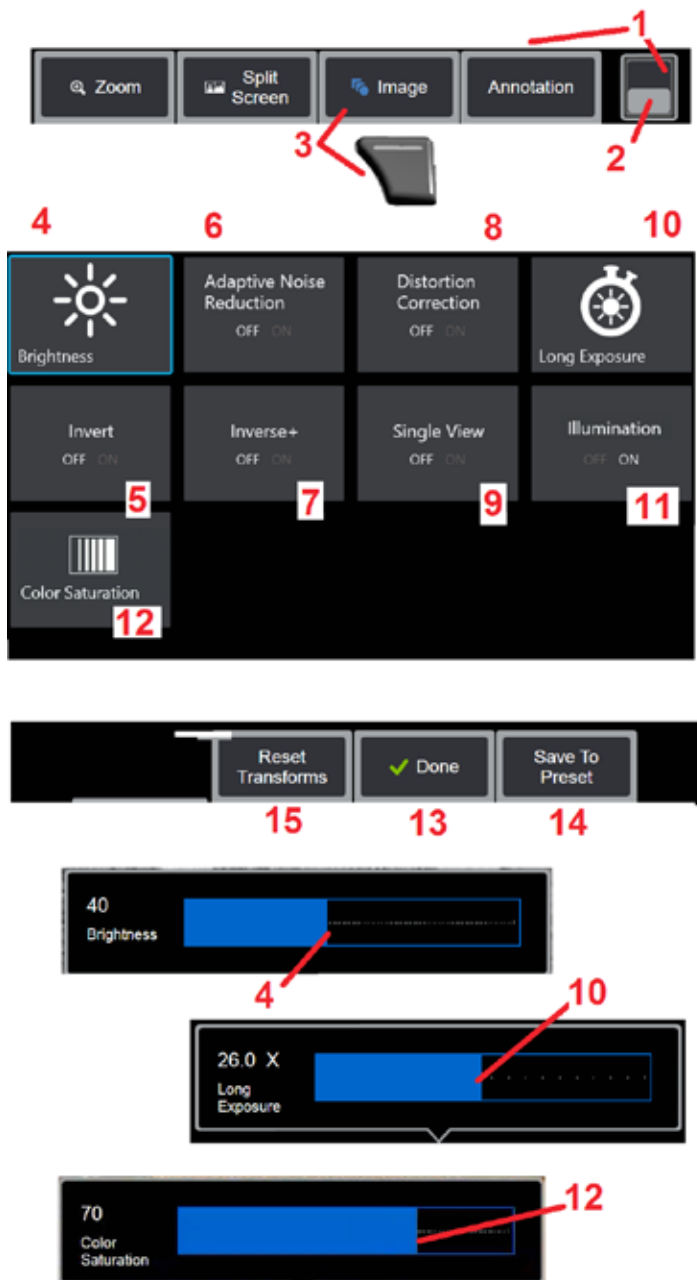 1
Zoom
Split
Screen
Image
Annotation
3
2
4
6
8
10
Brightness
Adaptive Noise
Reduction
OFF ON
Distortion
Correction
OFF ON
Long Exposure
Invert
OFF ON
Inverse+
OFF ON
Single View
OFF ON
Illumination
OFF ON
5
7
9
11
Color Saturation
12
Reset
Transforms
Done
Save To
Preset
15
13
14
40
Brightness
4
10
26.0 X
Long
Exposure
12
70
Color
Saturation